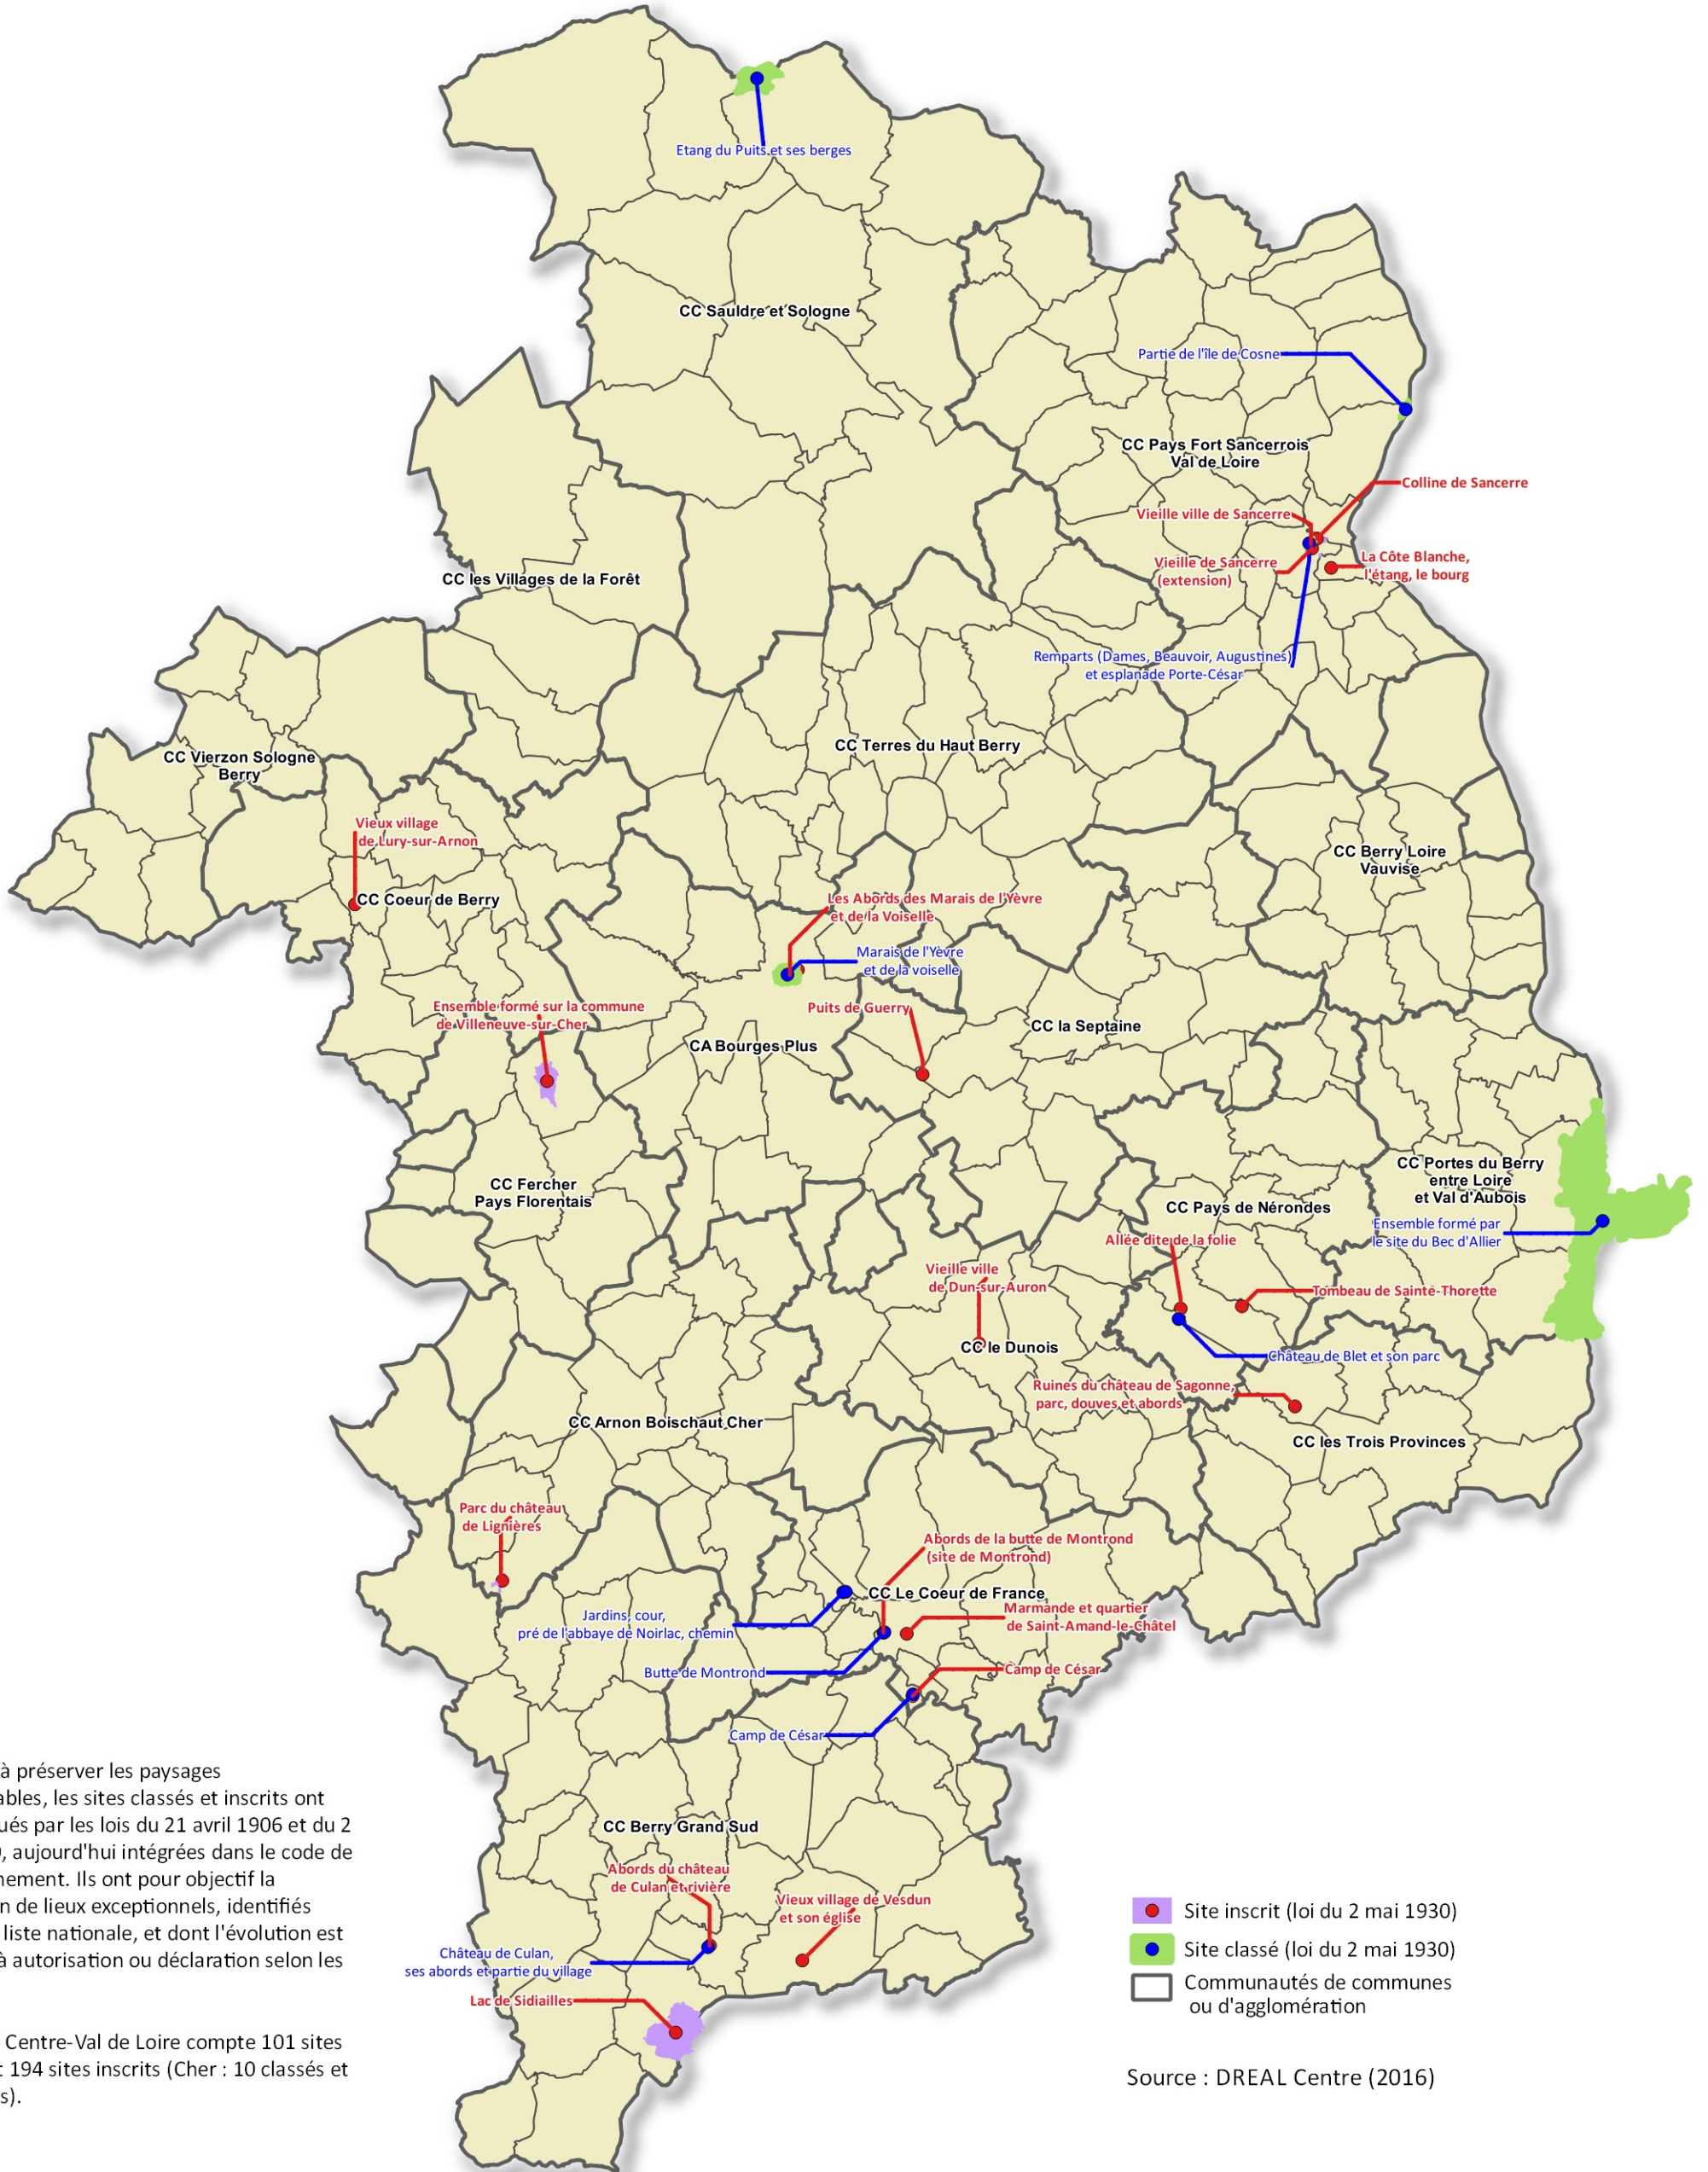 Etang du Puits et ses berges
CC Sauldre et Sologne
Partie de l'île de Cosne
CC Pays Fort Sancerrois
Val de Loire
Colline de Sancerre
Vieille ville de Sancerre
Vieille de Sancerre
(extension)
La Côte Blanche,
l'étang, le bourg
CC les Villages de la Forêt
Remparts (Dames, Beauvoir, Augustines)
et esplanade Porte-César
CC Terres du Haut Berry
CC Vierzon Sologne
Berry
Vieux village
de Lury-sur-Arnon
CC Berry Loire
Vauvise
CC Coeur de Berry
Les Abords des Marais de l'Yèvre
et de la Voiselle
Marais de l'Yèvre
et de la voiselle
Ensemble formé sur la commune
de Villeneuve-sur-Cher
Puits de Guerry
CC la Septaine
CA Bourges Plus
CC Portes du Berry
entre Loire
et Val d'Aubois
CC Fercher
Pays Florentais
CC Pays de Nérondes
Ensemble formé par
le site du Bec d'Allier
Allée dite de la folie
Vieille ville
de Dun-sur-Auron
Tombeau de Sainte-Thorette
CC le Dunois
Château de Blet et son parc
Ruines du château de Sagonne,
parc, douves et abords
CC Arnon Boischaut Cher
CC les Trois Provinces
Parc du château
de Lignières
Abords de la butte de Montrond
(site de Montrond)
CC Le Coeur de France
Jardins, cour,
pré de l'abbaye de Noirlac, chemin
Marmande et quartier
de Saint-Amand-le-Châtel
Butte de Montrond
Camp de César
Camp de César
à préserver les paysages
ables, les sites classés et inscrits ont
ués par les lois du 21 avril 1906 et du 2
, aujourd'hui intégrées dans le code de
nement. Ils ont pour objectif la
n de lieux exceptionnels, identifiés
liste nationale, et dont l'évolution est
à autorisation ou déclaration selon les
Centre-Val de Loire compte 101 sites
t 194 sites inscrits (Cher : 10 classés et
s).
CC Berry Grand Sud
Abords du château
de Culan et rivière
Vieux village de Vesdun
et son église
Château de Culan,
ses abords et partie du village
Lac de Sidiailles
Site inscrit (loi du 2 mai 1930)
Site classé (loi du 2 mai 1930)
Communautés de communes
ou d'agglomération
Source : DREAL Centre (2016)